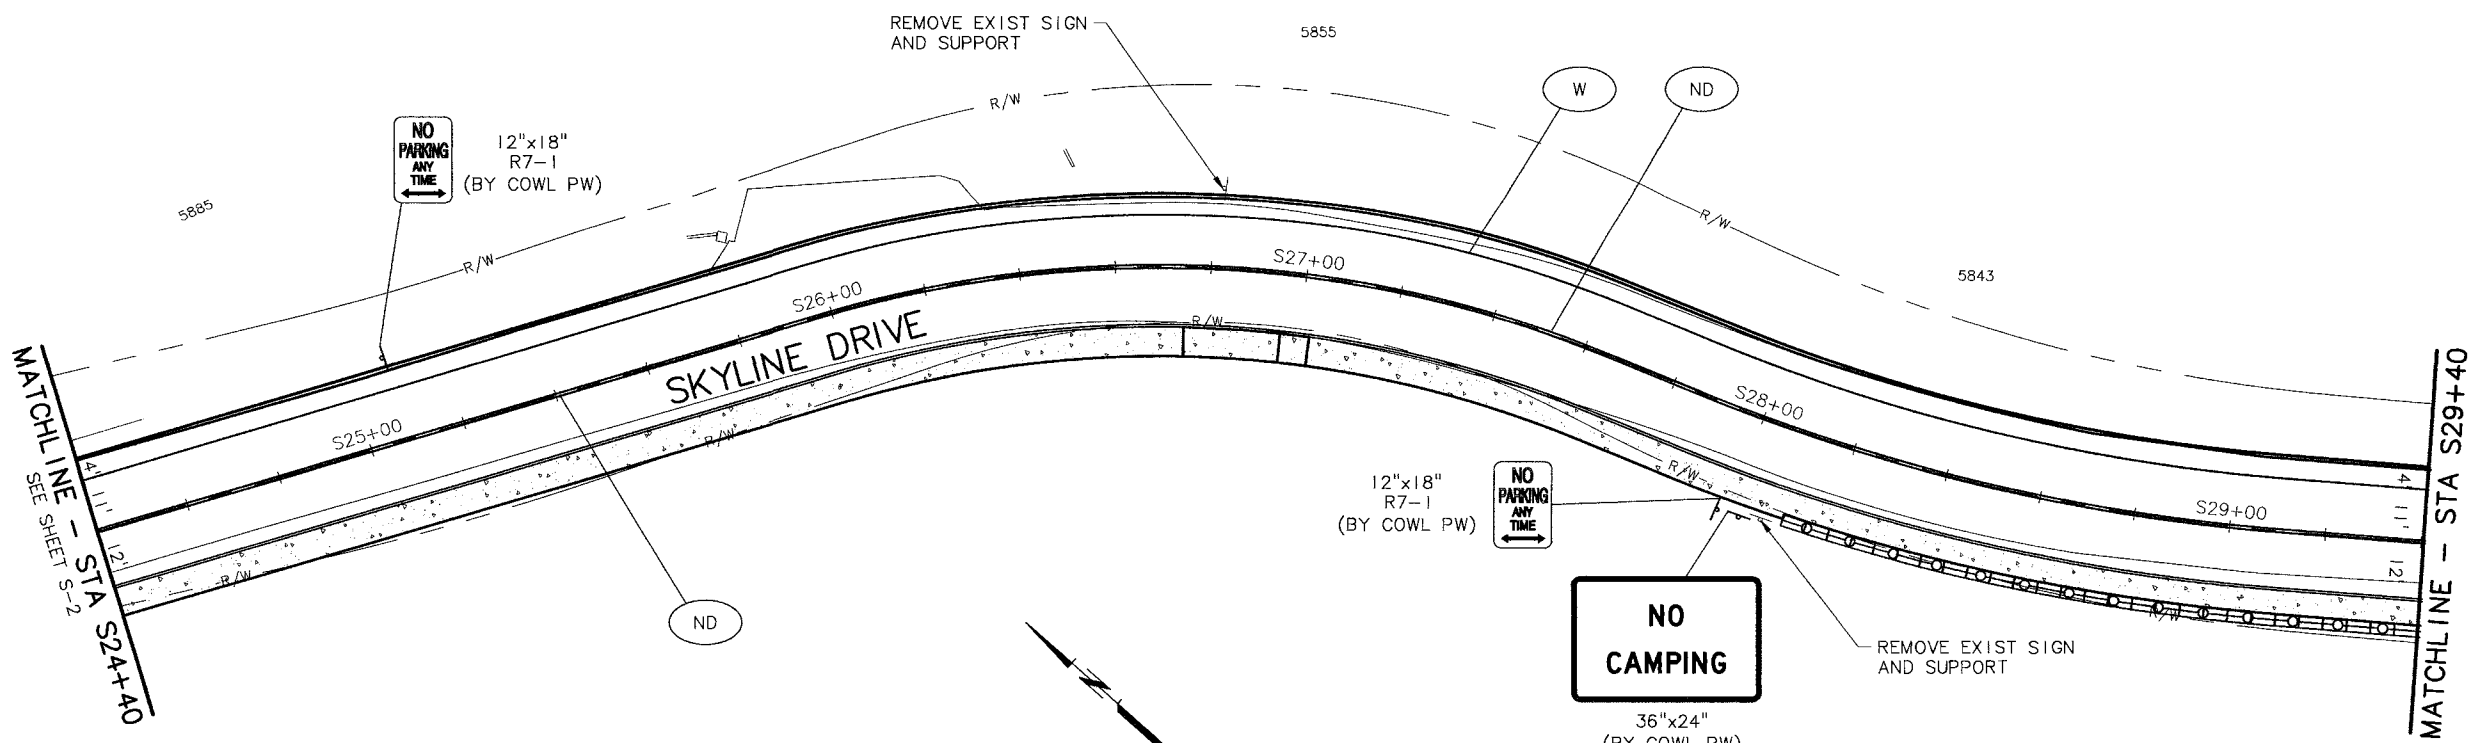 REMOVE EXIST SIGN
AND SUPPORT
5855
W
ND
R/W
NO
PARKING
ANY
TIME
12"x18"
R7-1
(BY COWL PW)
5885
R/W
R/W
5843
S27+00
S26+00
R/W
SKYLINE DRIVE
S25+00
R/W
S28+00
R/W
S29+00
R/W
R/W
MATCHLINE - STA S24+40
SEE SHEET S-2
4'
11'
12'
ND
N
12"x18"
R7-1
(BY COWL PW)
NO
PARKING
ANY
TIME
NO
CAMPING
36"x24"
(BY COWL PW)
REMOVE EXIST SIGN
AND SUPPORT
4'
11'
12'
MATCHLINE - STA S29+40